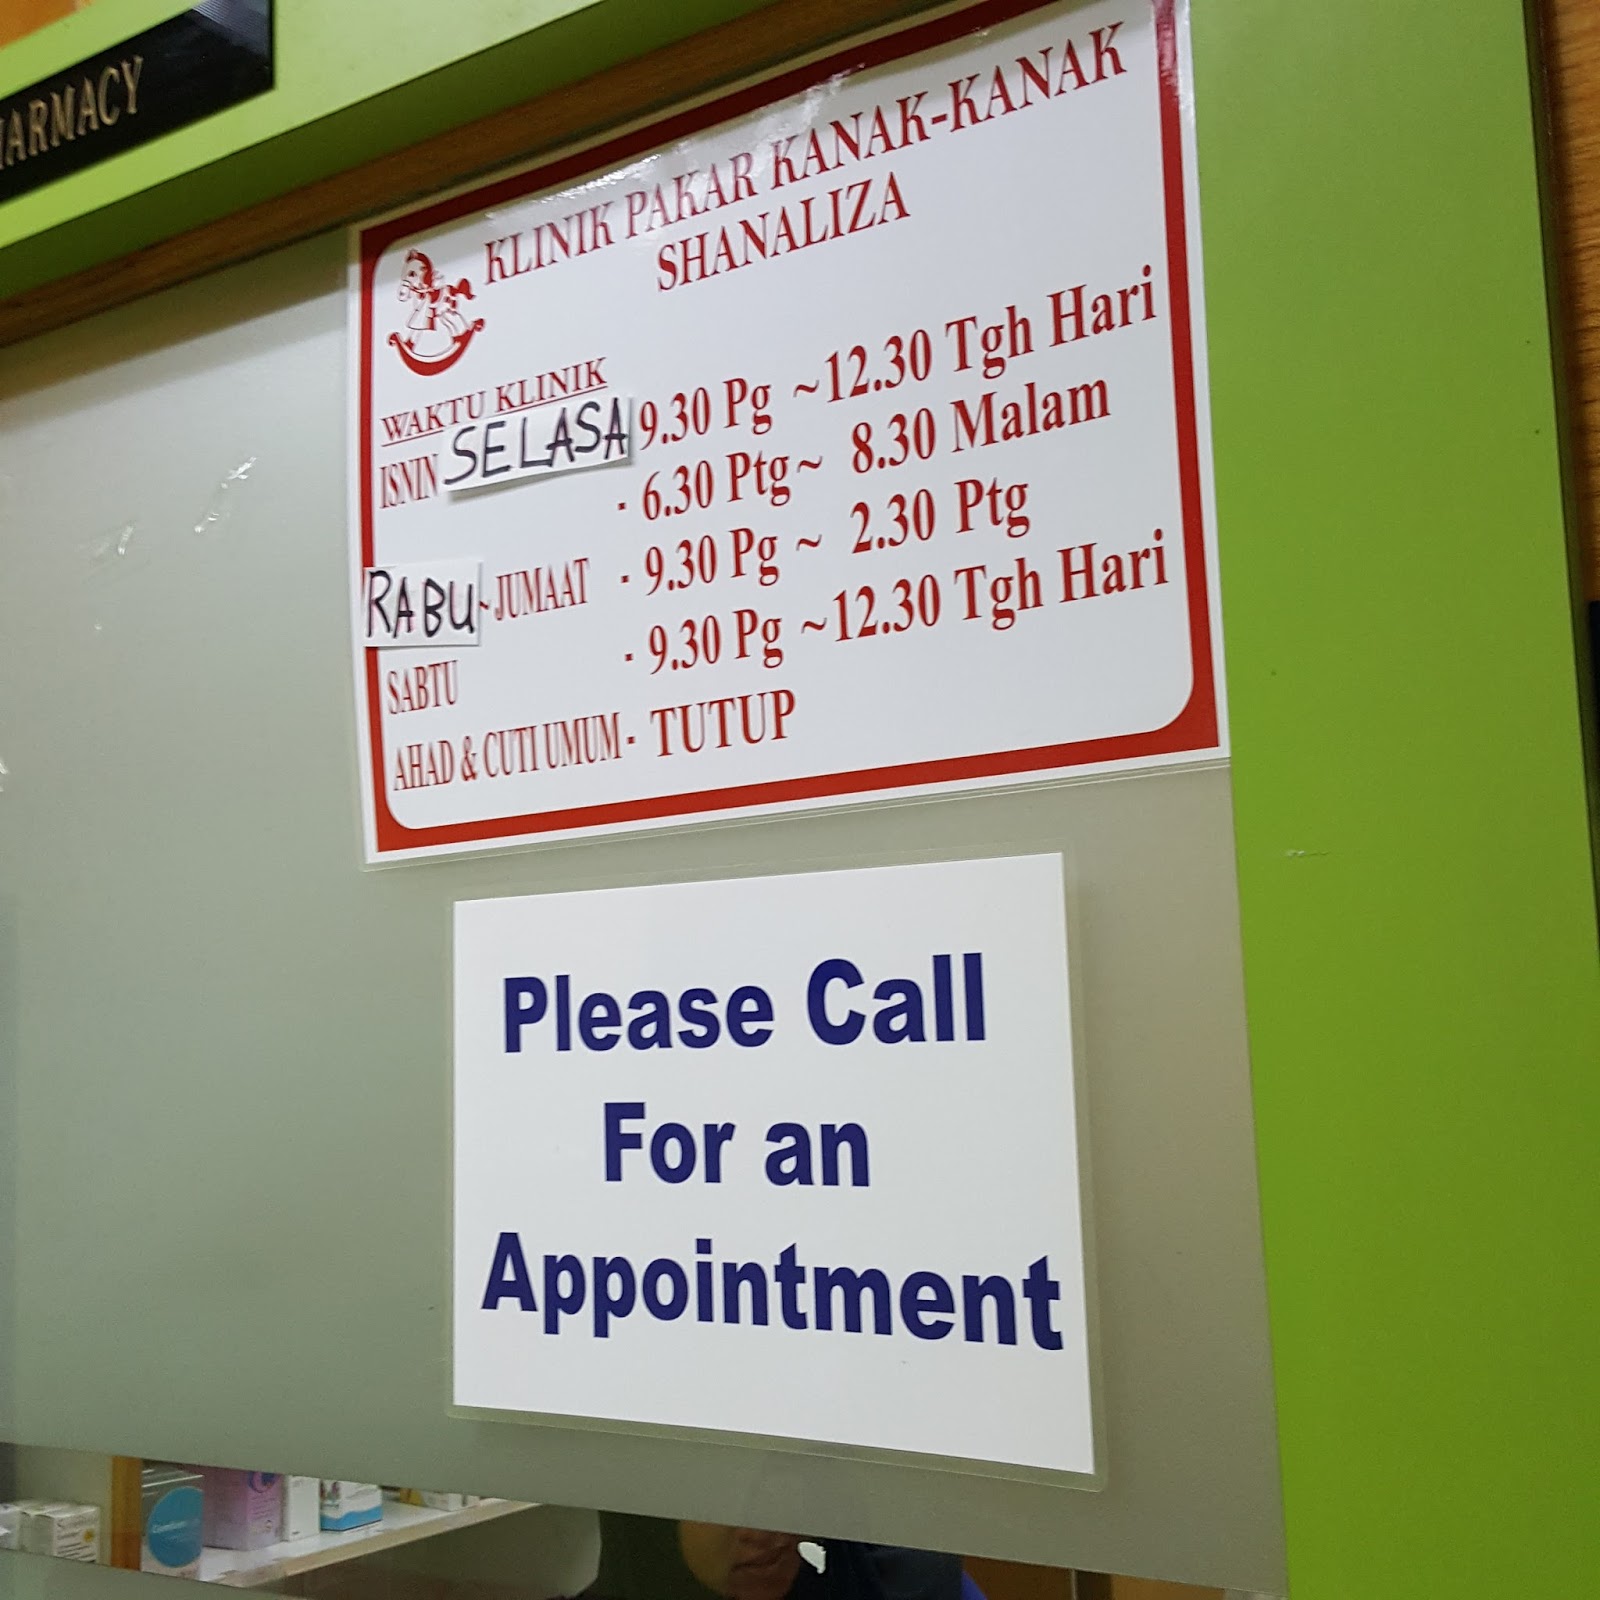 HARMACY
KLINIK PAKAR KANAK-KANAK
SHANALIZA
WAKTU KLINIK
ISNIN SELASA 9.30 Pg ~12.30 Tgh Hari
- 6.30 Ptg~ 8.30 Malam
RABU ~JUMAAT - 9.30 Pg ~ 2.30 Ptg
SABTU - 9.30 Pg ~12.30 Tgh Hari
AHAD & CUTI UMUM - TUTUP
Please Call
For an
Appointment